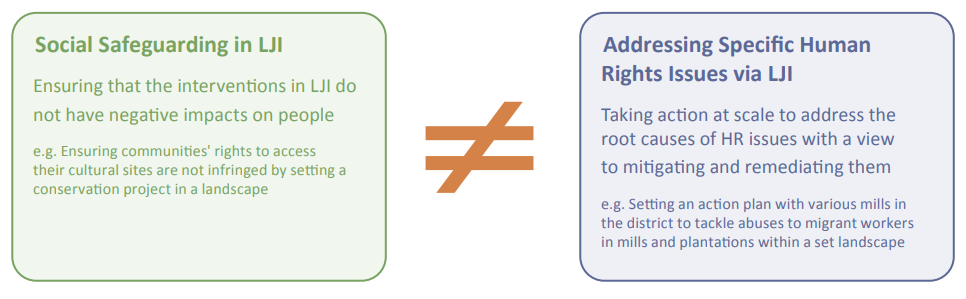 Social Safeguarding in LJI
Ensuring that the interventions in LJI do
not have negative impacts on people
e.g. Ensuring communities' rights to access
their cultural sites are not infringed by setting a
conservation project in a landscape
≠
Addressing Specific Human
Rights Issues via LJI
Taking action at scale to address the
root causes of HR issues with a view
to mitigating and remediating them
e.g. Setting an action plan with various mills in
the district to tackle abuses to migrant workers
in mills and plantations within a set landscape